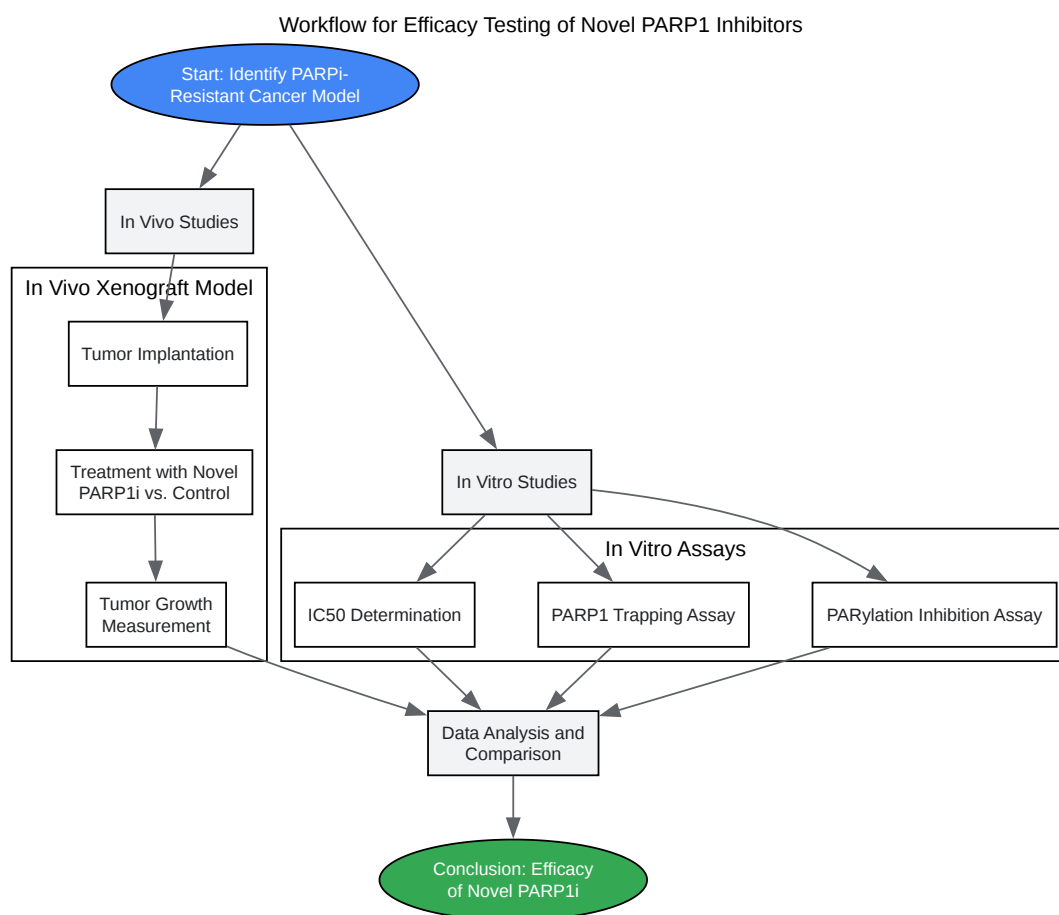 Workflow for Efficacy Testing of Novel PARP1 Inhibitors
Start: Identify PARPi-
Resistant Cancer Model
In Vivo Studies
In Vivo Xenograft Model
Tumor Implantation
Treatment with Novel
PARP1i vs. Control
Tumor Growth
Measurement
In Vitro Studies
In Vitro Assays
IC50 Determination
PARP1 Trapping Assay
PARylation Inhibition Assay
Data Analysis and
Comparison
Conclusion: Efficacy
of Novel PARP1i